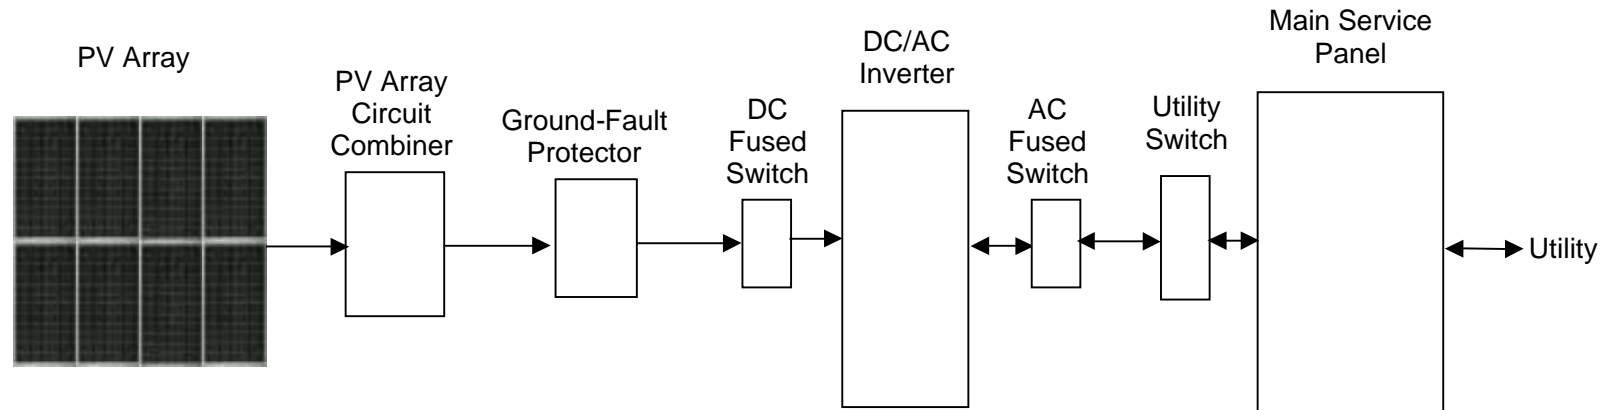 PV Array
PV Array
Circuit
Combiner
Ground-Fault
Protector
DC
Fused
Switch
DC/AC
Inverter
AC
Fused
Switch
Utility
Switch
Main Service
Panel
Utility